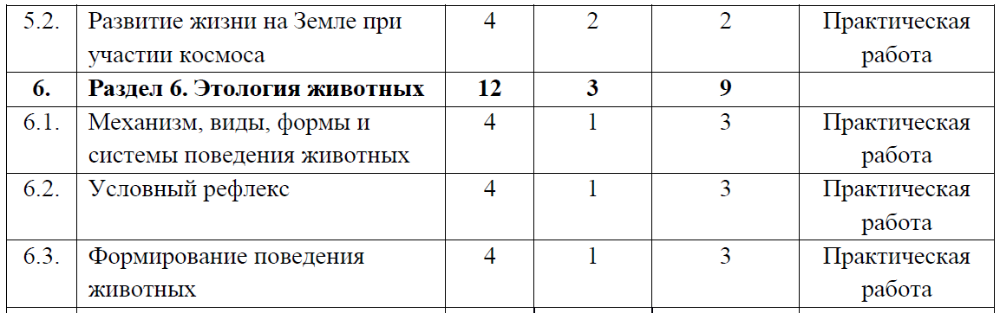 5.2. Развитие жизни на Земле при 4 2 2 Практическая
участии космоса работа
6. Раздел 6. Этология животных 12 3 9
6.1. Механизм, виды, формы и 4 1 3 Практическая
системы поведения животных работа
6.2. Условный рефлекс 4 1 3 Практическая
работа
6.3. Формирование поведения 4 1 3 Практическая
животных работа